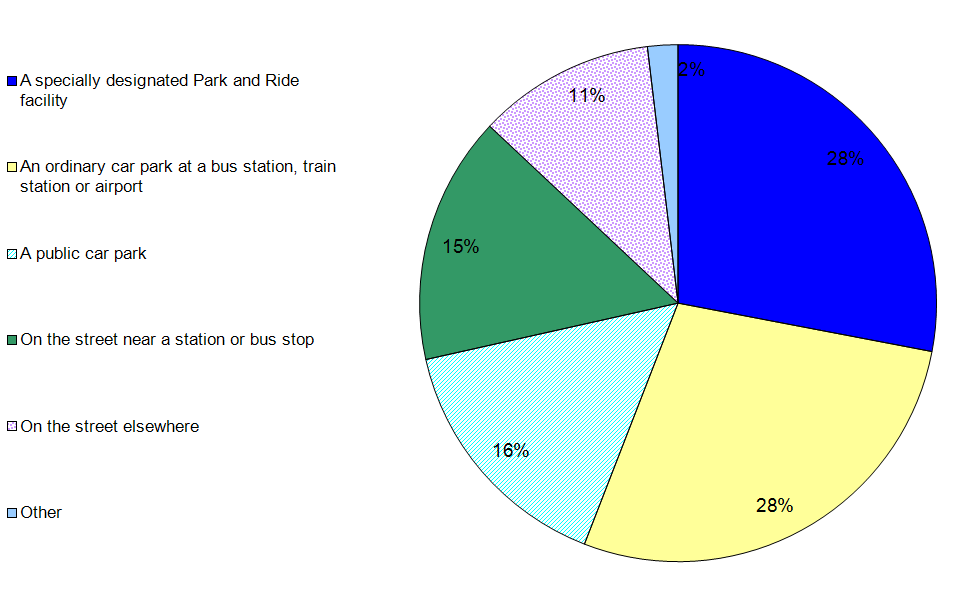 A specially designated Park and Ride
facility
An ordinary car park at a bus station, train
station or airport
A public car park
On the street near a station or bus stop
On the street elsewhere
Other
2%
11%
28%
15%
16%
28%